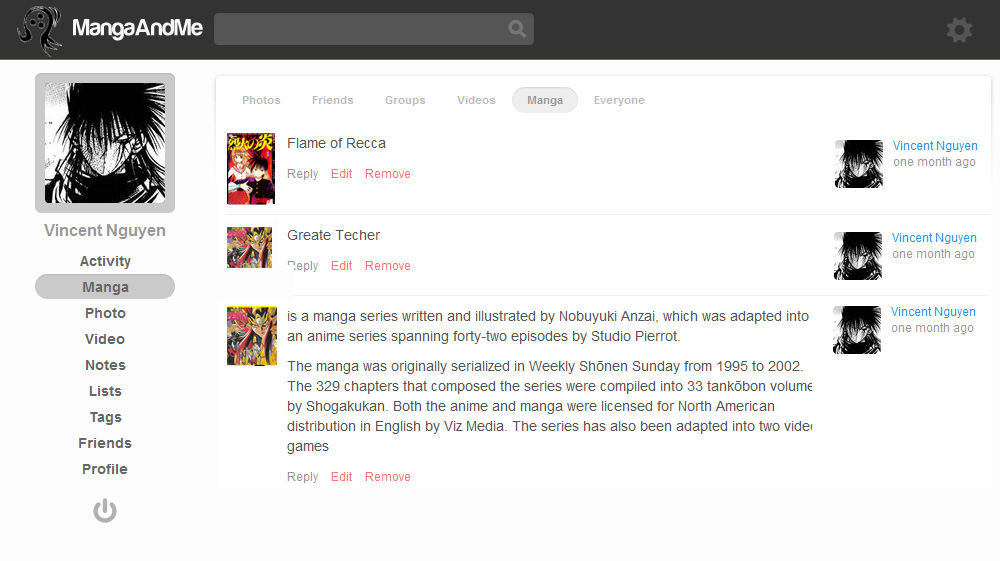 MangaAndMe
Vincent Nguyen
Activity
Manga
Photo
Video
Notes
Lists
Tags
Friends
Profile
Photos Friends Groups Videos Manga Everyone
烈火の炎
Flame of Recca
Reply Edit Remove
Vincent Nguyen
one month ago
Greate Techer
Reply Edit Remove
Vincent Nguyen
one month ago
is a manga series written and illustrated by Nobuyuki Anzai, which was adapted into
an anime series spanning forty-two episodes by Studio Pierrot.
The manga was originally serialized in Weekly Shōnen Sunday from 1995 to 2002.
The 329 chapters that composed the series were compiled into 33 tankōbon volume
by Shogakukan. Both the anime and manga were licensed for North American
distribution in English by Viz Media. The series has also been adapted into two video
games
Reply Edit Remove
Vincent Nguyen
one month ago